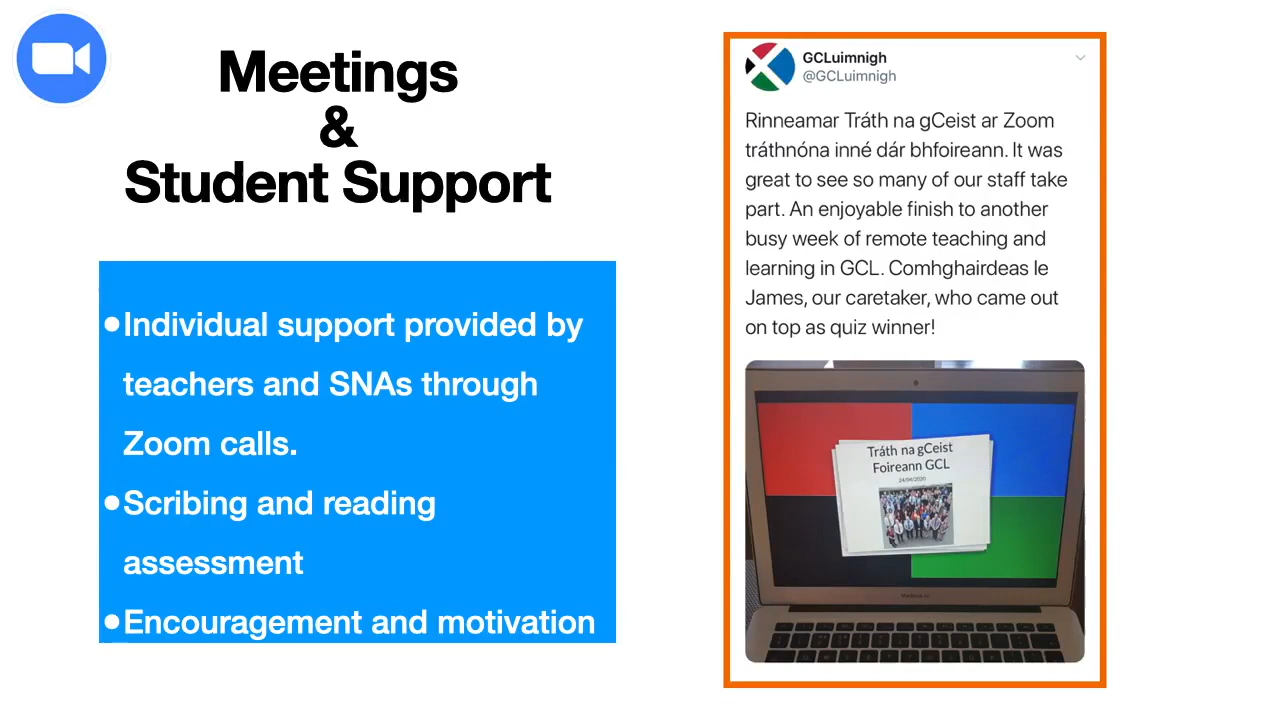 Meetings
&
Student Support
•Individual support provided by
teachers and SNAs through
Zoom calls.
•Scribing and reading
assessment
•Encouragement and motivation
GCLuimnigh
@GCLuimnigh
Rinneamar Tráth na gCeist ar Zoom
tráthnóna inné dár bhfoireann. It was
great to see so many of our staff take
part. An enjoyable finish to another
busy week of remote teaching and
learning in GCL. Comhghairdeas le
James, our caretaker, who came out
on top as quiz winner!
Tráth na gCeist
Foireann GCL
24/04/2020